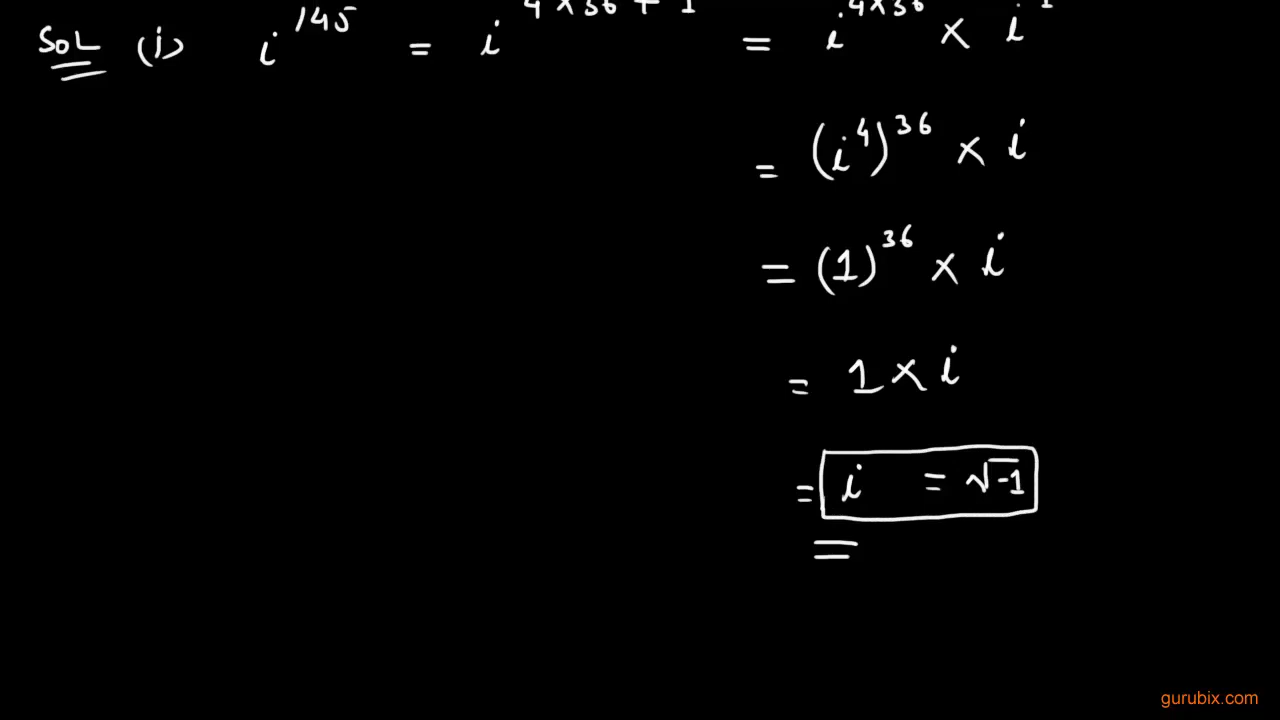 SOL (i) i^145 = i^(4×36+1) = i^(4×36) × i^1
= (i^4)^36 × i
= (1)^36 × i
= 1 × i
= i = √-1
gurubix.com